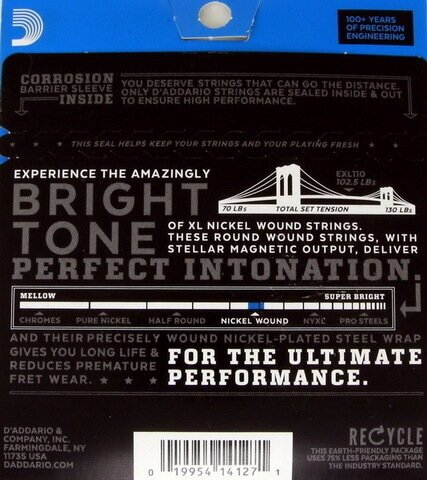 100+ YEARS
OF PRECISION
ENGINEERING
CORROSION
BARRIER SLEEVE
INSIDE
YOU DESERVE STRINGS THAT CAN GO THE DISTANCE.
ONLY D'ADDARIO STRINGS ARE SEALED INSIDE & OUT
TO ENSURE HIGH PERFORMANCE.
★ THIS SEAL HELPS KEEP YOUR STRINGS AND YOUR PLAYING FRESH ★
EXPERIENCE THE AMAZINGLY
BRIGHT
TONE
EXL110
102.5 LBs
70 LBs TOTAL SET TENSION 130 LBs
OF XL NICKEL WOUND STRINGS.
THESE ROUND WOUND STRINGS, WITH
STELLAR MAGNETIC OUTPUT, DELIVER
PERFECT INTONATION.
MELLOW SUPER BRIGHT
CHROMES PURE NICKEL HALF ROUND NICKEL WOUND NYXL PRO STEELS
AND THEIR PRECISELY WOUND NICKEL-PLATED STEEL WRAP
GIVES YOU LONG LIFE &
REDUCES PREMATURE
FRET WEAR. ★ ★ ★
FOR THE ULTIMATE
PERFORMANCE.
D'ADDARIO &
COMPANY, INC.
FARMINGDALE, NY
11735 USA
DADDARIO.COM
0 19954 14127 1
RECYCLE
THIS EARTH-FRIENDLY PACKAGE
USES 75% LESS PACKAGING THAN
THE INDUSTRY STANDARD.